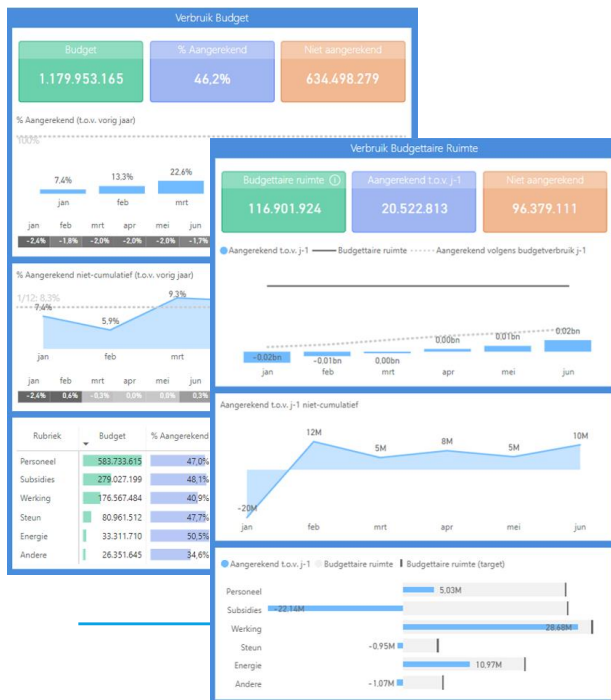 Verbruik Budget
Budget
1.179.953.165
% Aangerekend
46,2%
Niet aangerekend
634.498.279
% Aangerekend (t.o.v. vorig jaar)
100%
7.4%
13.3%
22.6%
jan
feb
mrt
jan feb mrt apr mei jun
-2,4% -1,8% -2,0% -2,0% -2,0% -1,7%
% Aangerekend niet-cumulatief (t.o.v. vorig jaar)
1/12: 8.3%
7.4%
5.9%
9.3%
jan
feb
mrt
jan feb mrt apr mei jun
-2,4% 0,6% -0,3% 0,0% 0,0% 0,3%
Rubriek Budget % Aangerekend
Personeel 583.733.615 47,0%
Subsidies 279.027.199 48,1%
Werking 176.567.484 40,9%
Steun 80.961.512 47,7%
Energie 33.311.710 50,5%
Andere 26.351.645 34,6%
Verbruik Budgettaire Ruimte
Budgettaire ruimte
116.901.924
Aangerekend t.o.v. j-1
20.522.813
Niet aangerekend
96.379.111
Aangerekend t.o.v. j-1 Budgettaire ruimte Aangerekend volgens budgetverbruik j-1
-0.02bn
-0,01bn
0.00bn
0.00bn
0.01bn
0.02bn
jan feb mrt apr mei jun
Aangerekend t.o.v. j-1 niet-cumulatief
-20M
12M
5M
8M
5M
10M
jan feb mrt apr mei jun
Aangerekend t.o.v. j-1 Budgettaire ruimte Budgettaire ruimte (target)
Personeel 5.03M
Subsidies -22.14M
Werking 28.68M
Steun -0.95M
Energie 10.97M
Andere -1.07M